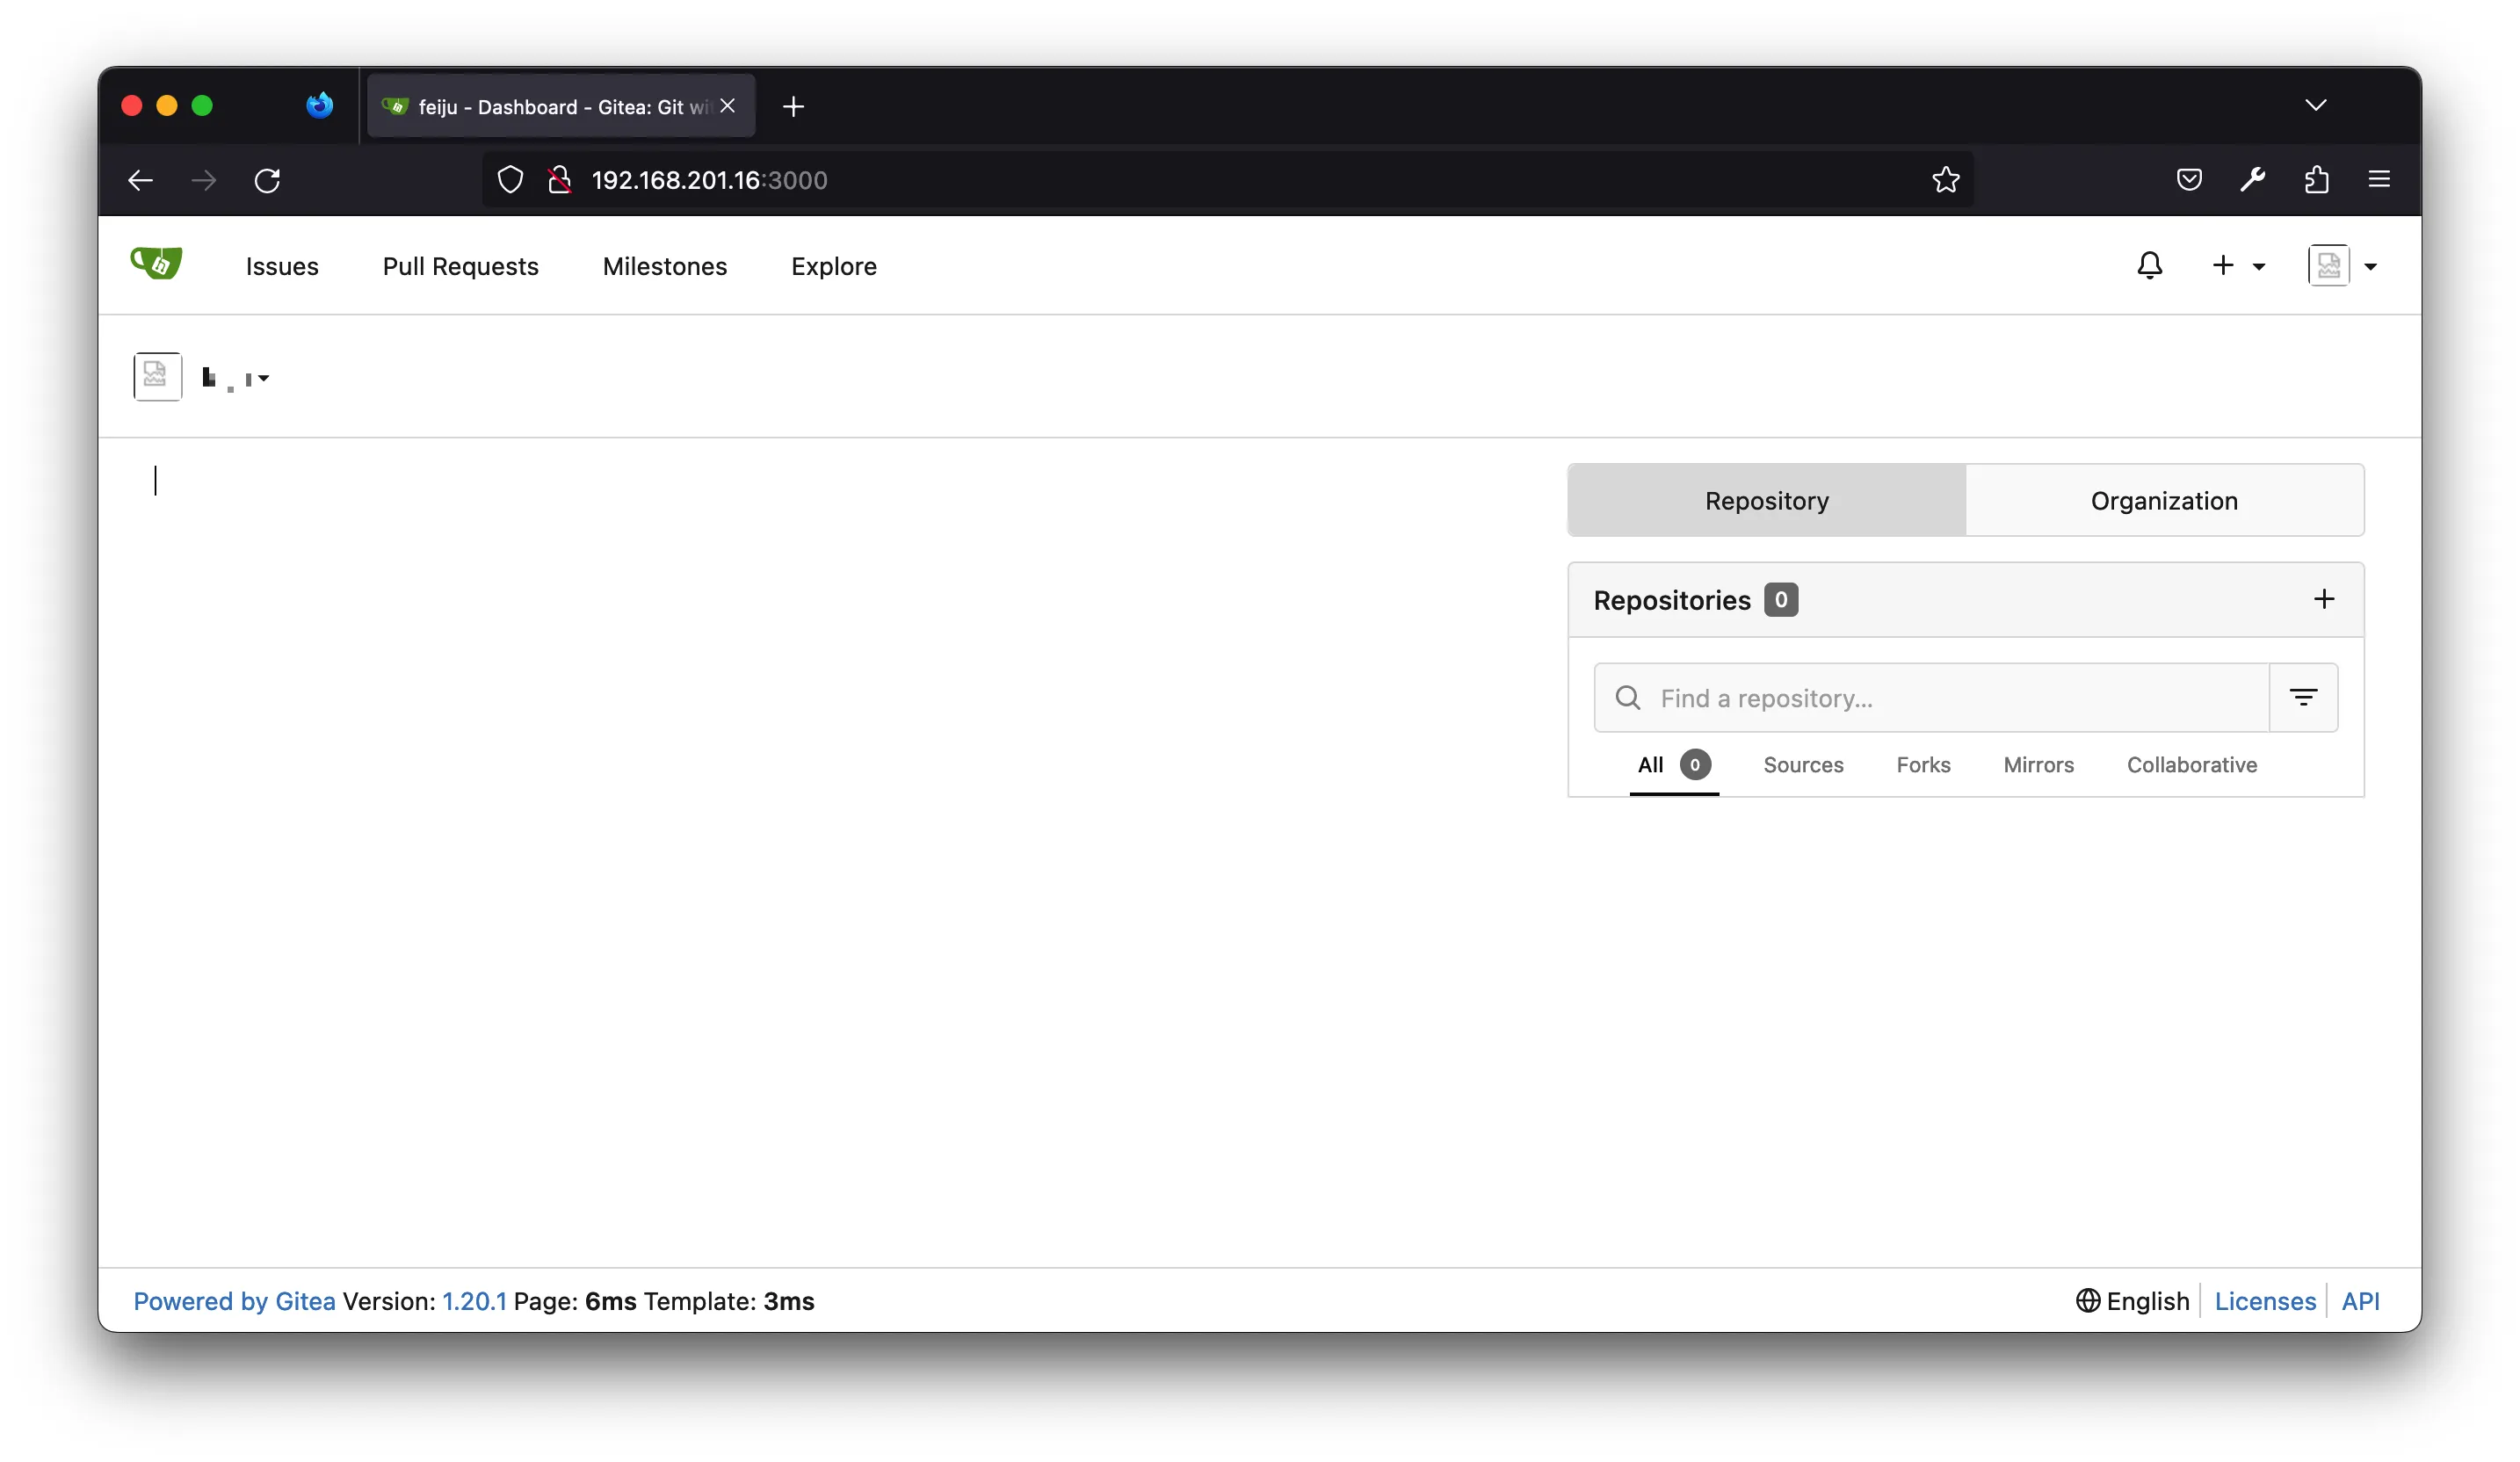 feiju - Dashboard - Gitea: Git wi
192.168.201.16:3000
Issues Pull Requests Milestones Explore
Repository Organization
Repositories 0
Find a repository...
All 0 Sources Forks Mirrors Collaborative
Powered by Gitea Version: 1.20.1 Page: 6ms Template: 3ms English Licenses API